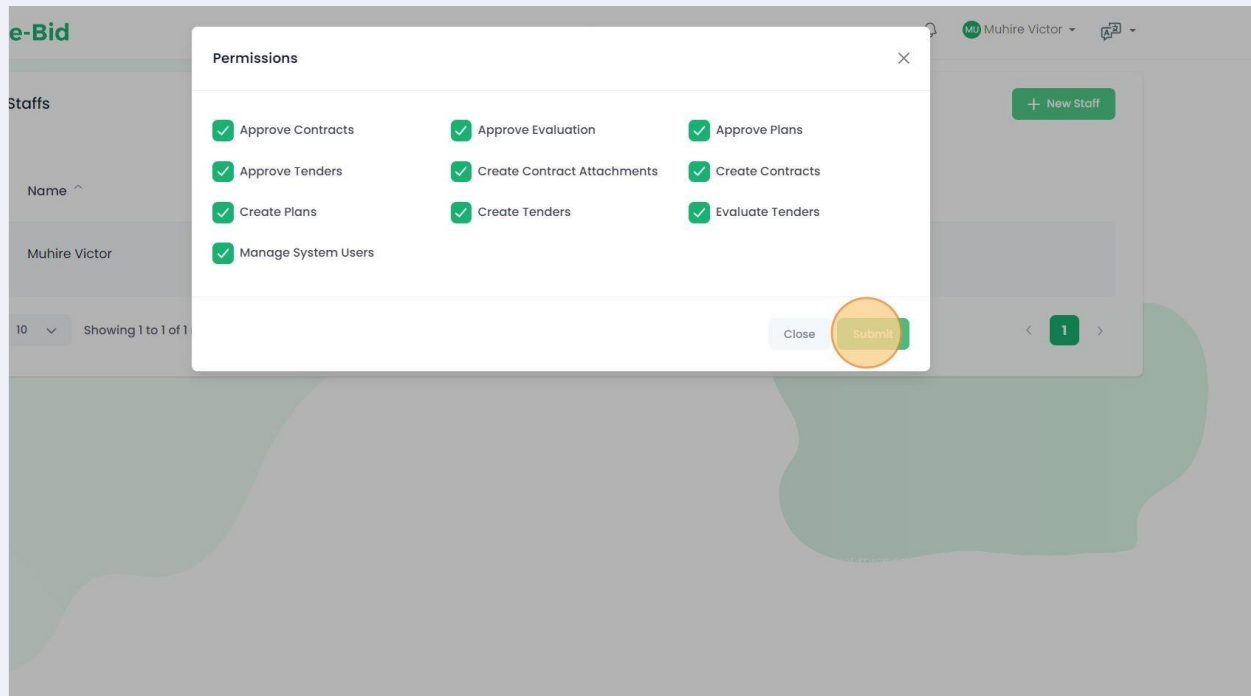 e-Bid
MU Muhire Victor
Permissions
Staffs
+ New Staff
Approve Contracts
Approve Evaluation
Approve Plans
Approve Tenders
Create Contract Attachments
Create Contracts
Name
Create Plans
Create Tenders
Evaluate Tenders
Muhire Victor
Manage System Users
10
Showing 1 to 1 of 1
Close
Submit
1